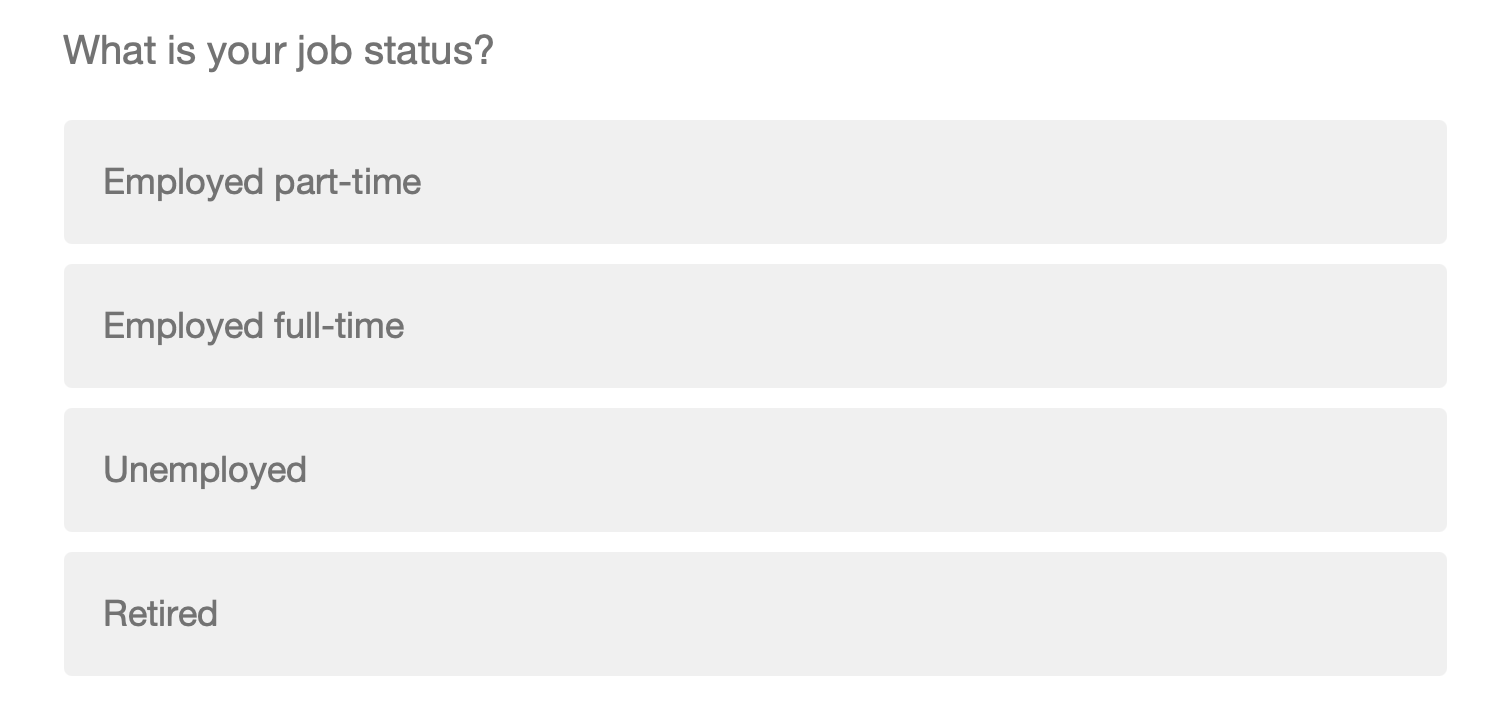 What is your job status?
Employed part-time
Employed full-time
Unemployed
Retired